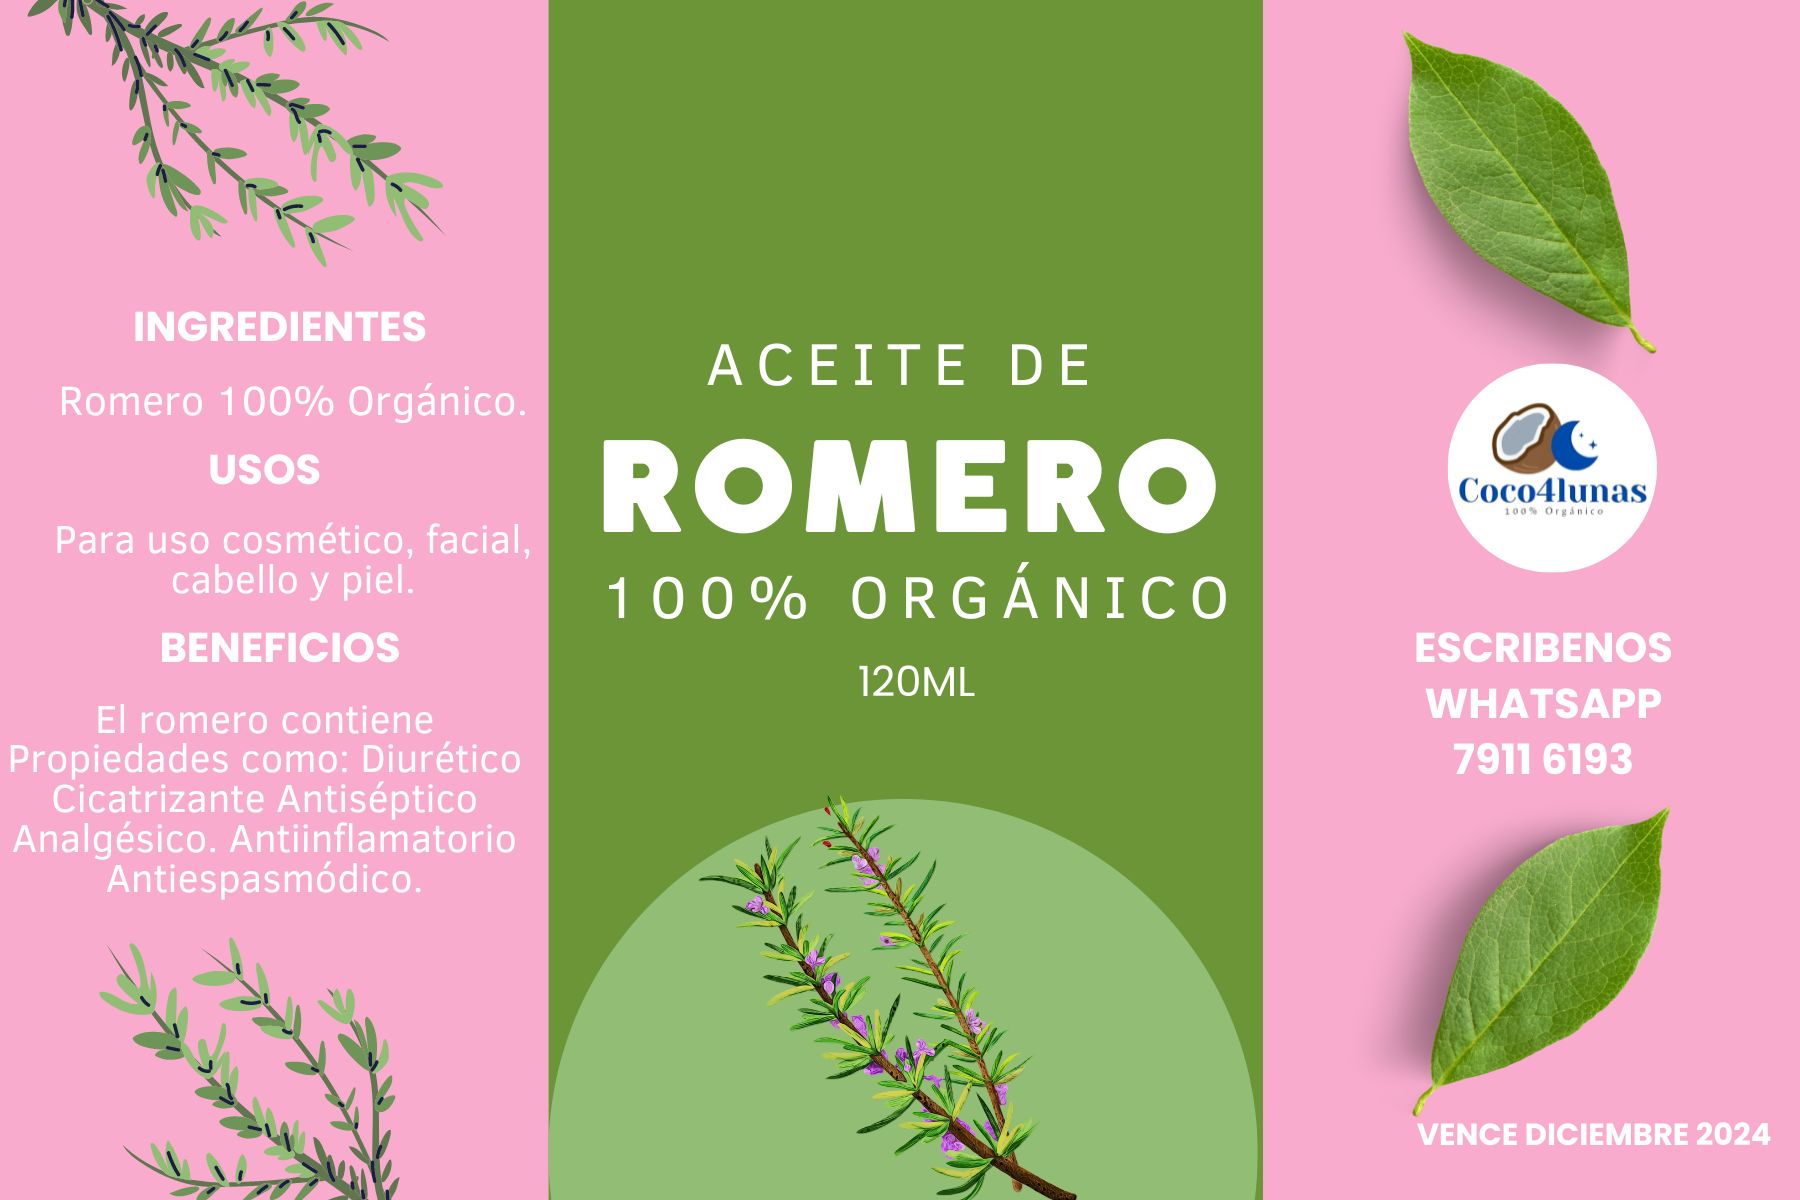 INGREDIENTES
Romero 100% Orgánico.
USOS
Para uso cosmético, facial,
cabello y piel.
BENEFICIOS
El romero contiene
Propiedades como: Diurético
Cicatrizante Antiséptico
Analgésico. Antiinflamatorio
Antiespasmódico.
ACEITE DE
ROMERO
100% ORGÁNICO
120ML
Coco4lunas
100% Orgánico
ESCRIBENOS
WHATSAPP
7911 6193
VENCE DICIEMBRE 2024